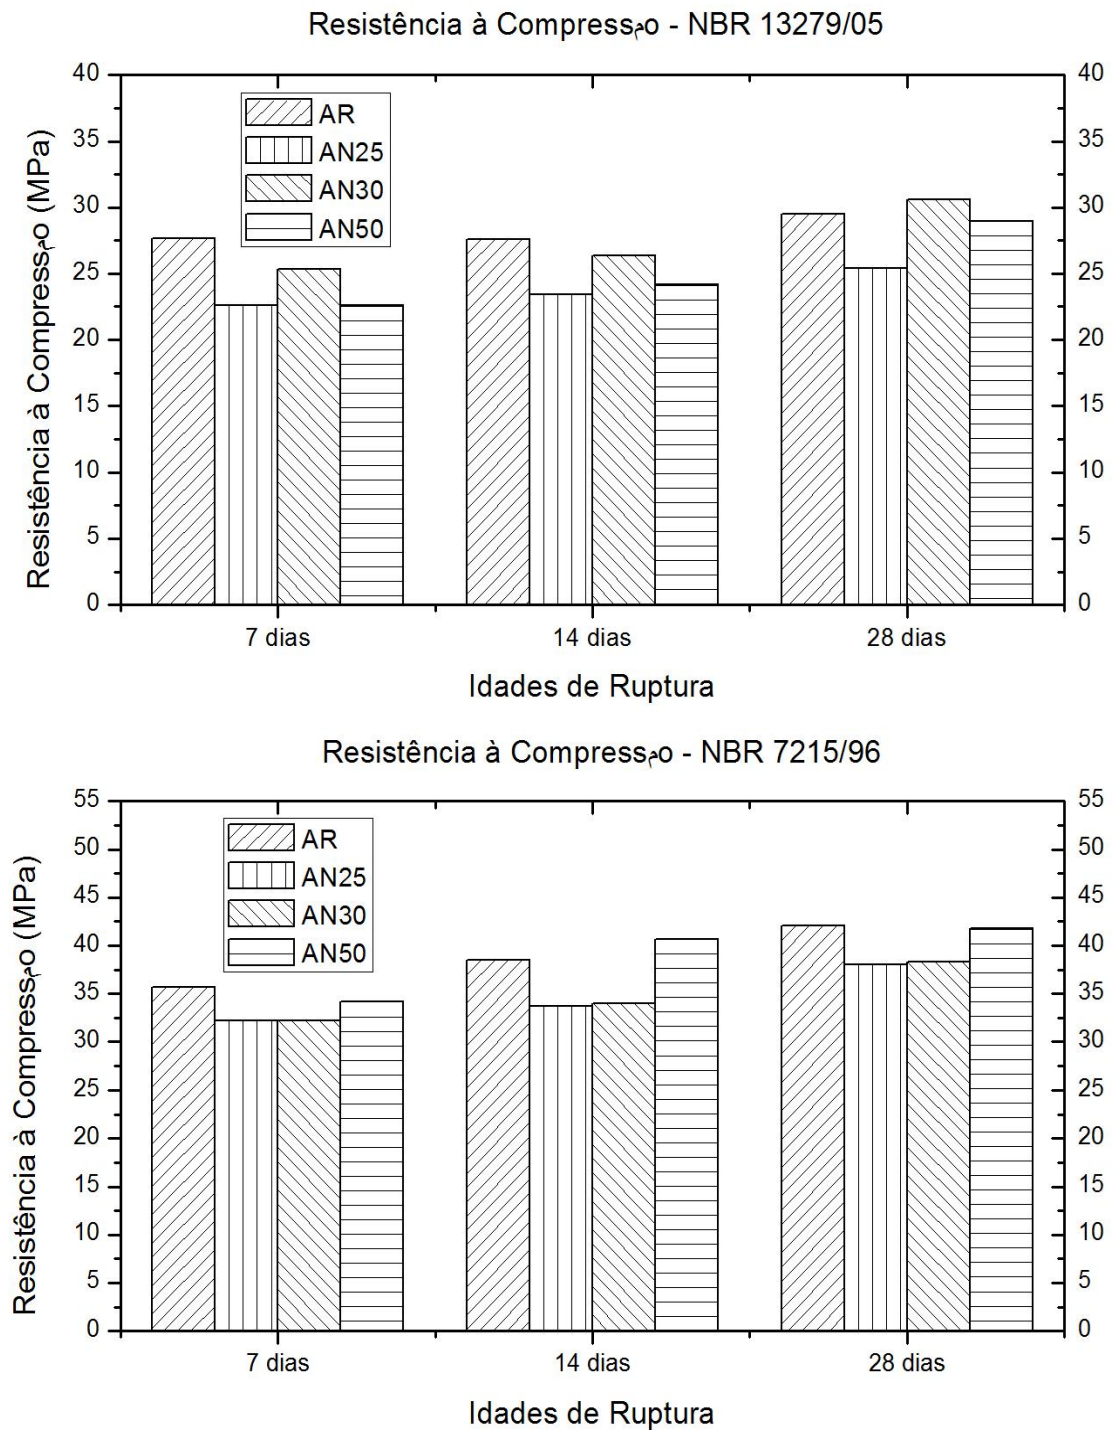 Resistência à Compressمo - NBR 13279/05
Resistência à Compressمo (MPa)
40 40
35 35
30 30
25 25
20 20
15 15
10 10
5 5
0 0
AR
AN25
AN30
AN50
7 dias 14 dias 28 dias
Idades de Ruptura
Resistência à Compressمo - NBR 7215/96
Resistência à Compressمo (MPa)
55 55
50 50
45 45
40 40
35 35
30 30
25 25
20 20
15 15
10 10
5 5
0 0
AR
AN25
AN30
AN50
7 dias 14 dias 28 dias
Idades de Ruptura